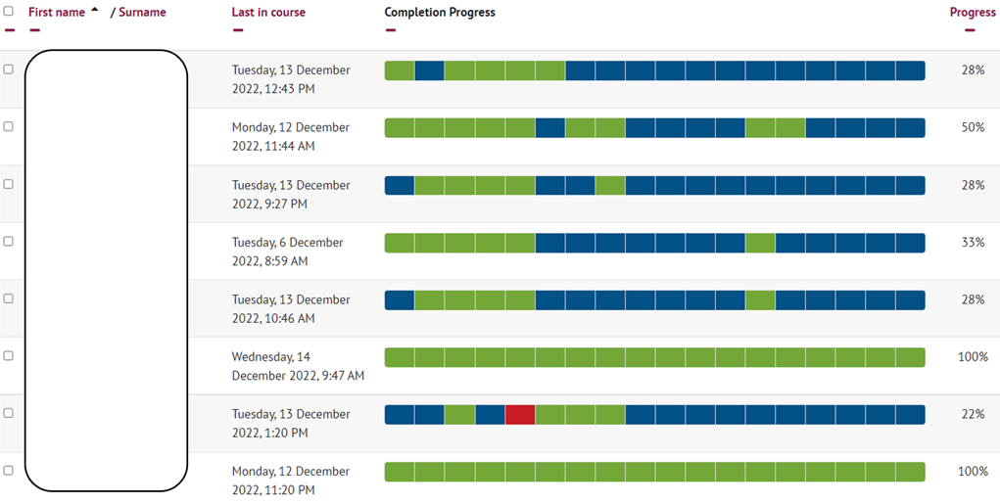 First name / Surname Last in course Completion Progress Progress
Tuesday, 13 December
2022, 12:43 PM 28%
Monday, 12 December
2022, 11:44 AM 50%
Tuesday, 13 December
2022, 9:27 PM 28%
Tuesday, 6 December
2022, 8:59 AM 33%
Tuesday, 13 December
2022, 10:46 AM 28%
Wednesday, 14
December 2022, 9:47 AM 100%
Tuesday, 13 December
2022, 1:20 PM 22%
Monday, 12 December
2022, 11:20 PM 100%